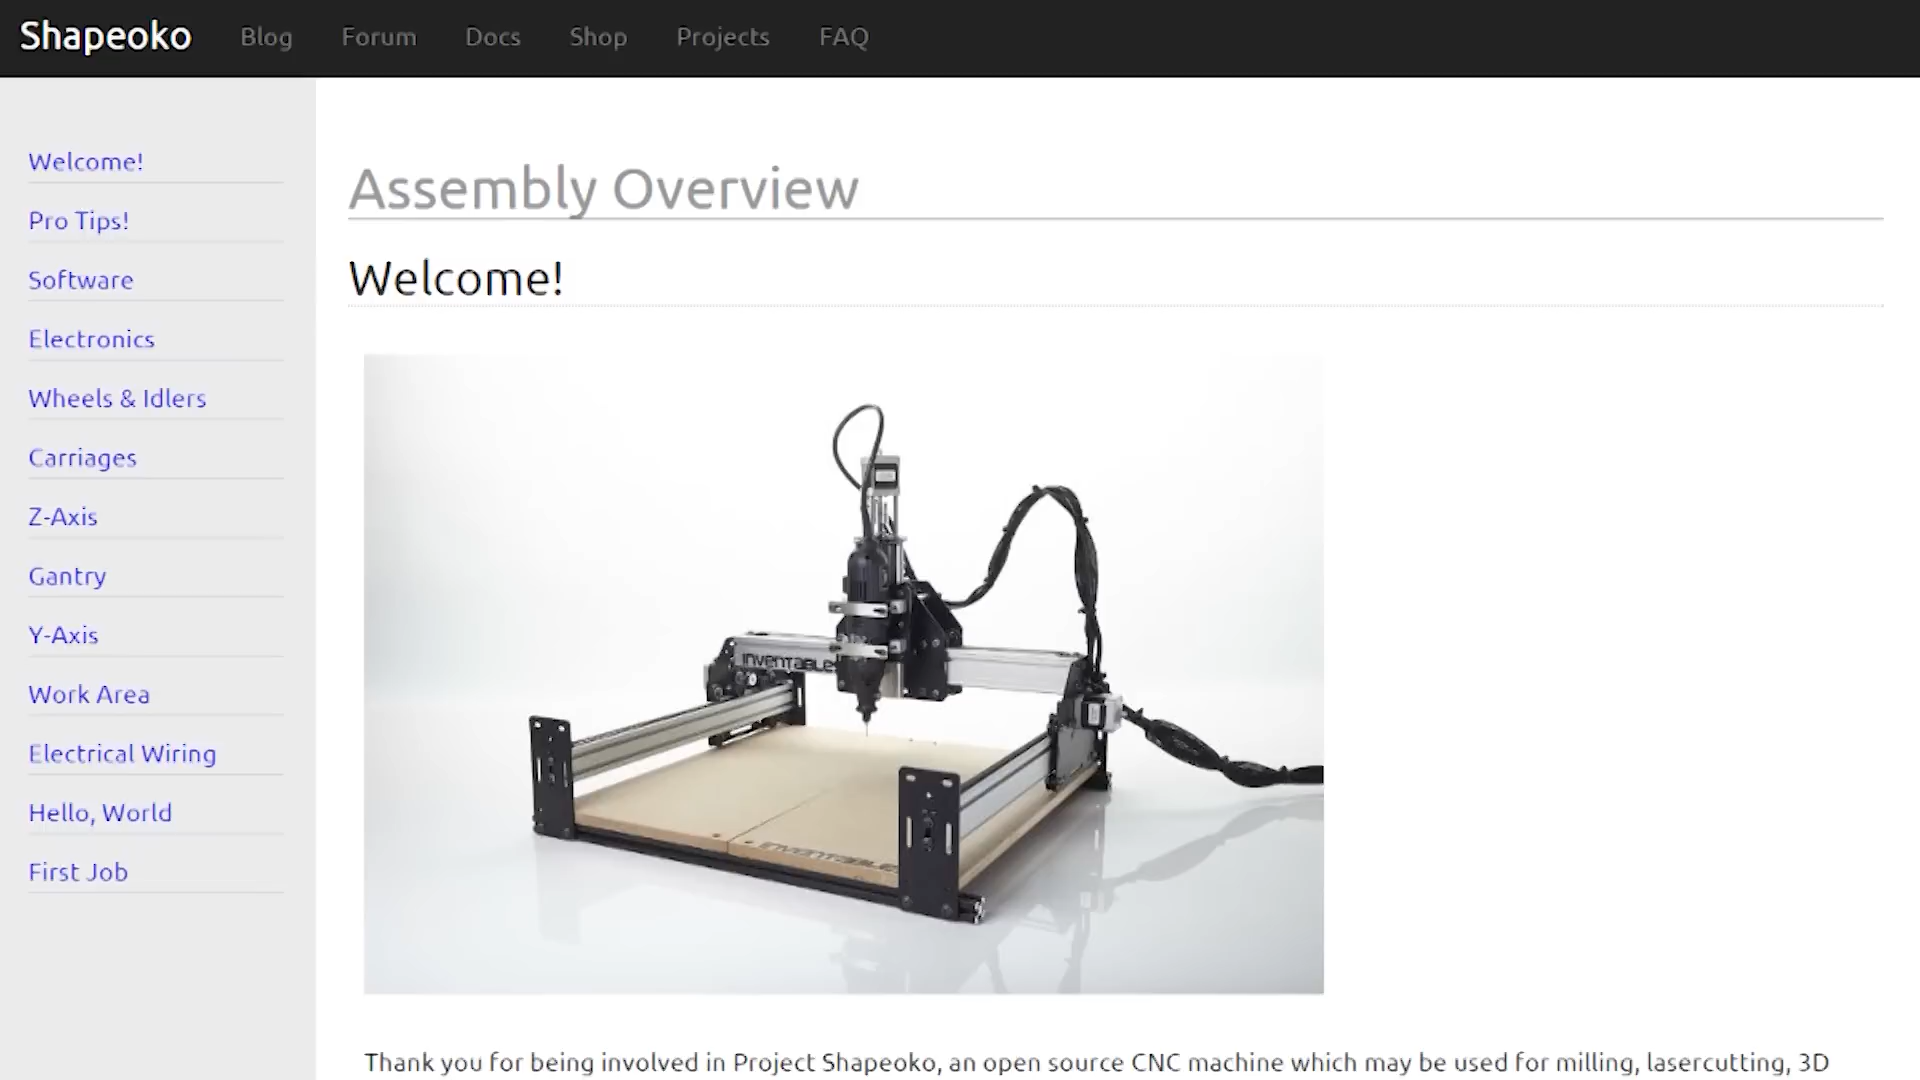 Shapeoko Blog Forum Docs Shop Projects FAQ
Welcome!
Pro Tips!
Software
Electronics
Wheels & Idlers
Carriages
Z-Axis
Gantry
Y-Axis
Work Area
Electrical Wiring
Hello, World
First Job
Assembly Overview
Welcome!
INVENTABLES
INVENTABLES
Thank you for being involved in Project Shapeoko, an open source CNC machine which may be used for milling, lasercutting, 3D